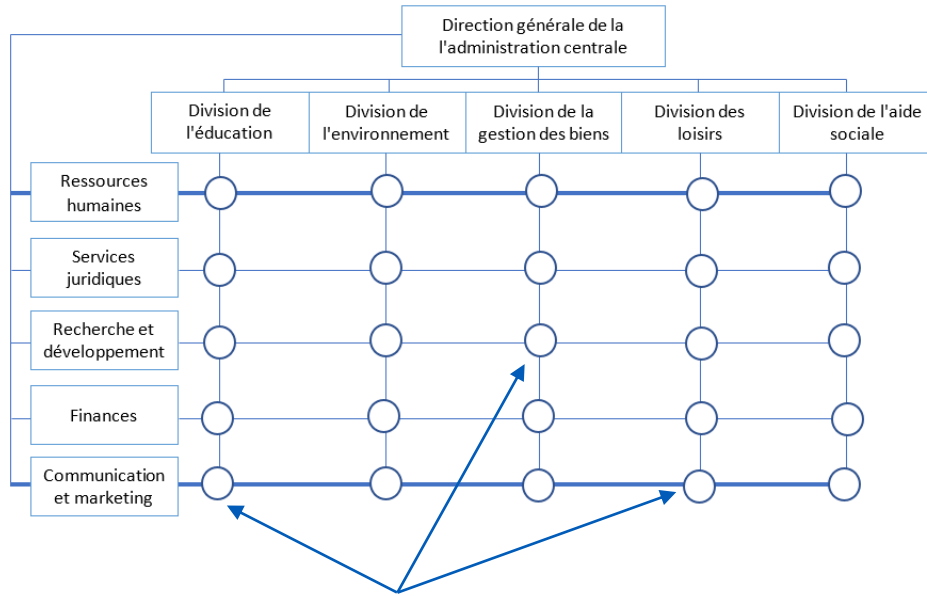 Direction générale de la
l'administration centrale
Division de
l'éducation
Division de
l'environnement
Division de la
gestion des biens
Division des
loisirs
Division de l'aide
sociale
Ressources
humaines
Services
juridiques
Recherche et
développement
Finances
Communication
et marketing